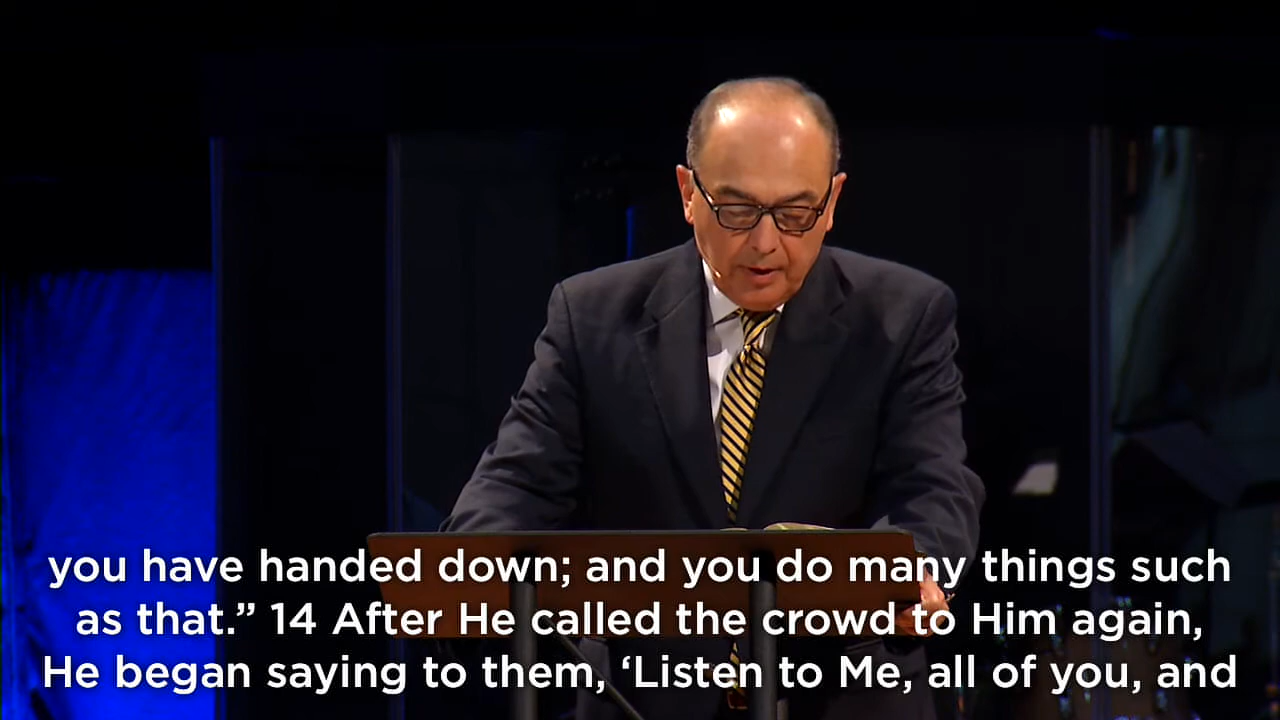 you have handed down; and you do many things such
as that.” 14 After He called the crowd to Him again,
He began saying to them, ‘Listen to Me, all of you, and